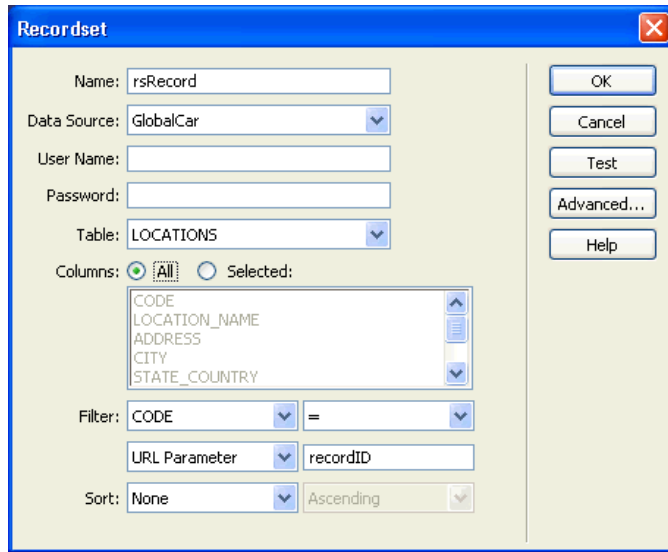 Recordset
Name: rsRecord
OK
Data Source: GlobalCar
Cancel
User Name:
Test
Password:
Advanced...
Table: LOCATIONS
Help
Columns: All Selected:
CODE
LOCATION_NAME
ADDRESS
CITY
STATE_COUNTRY
Filter: CODE =
URL Parameter recordID
Sort: None Ascending